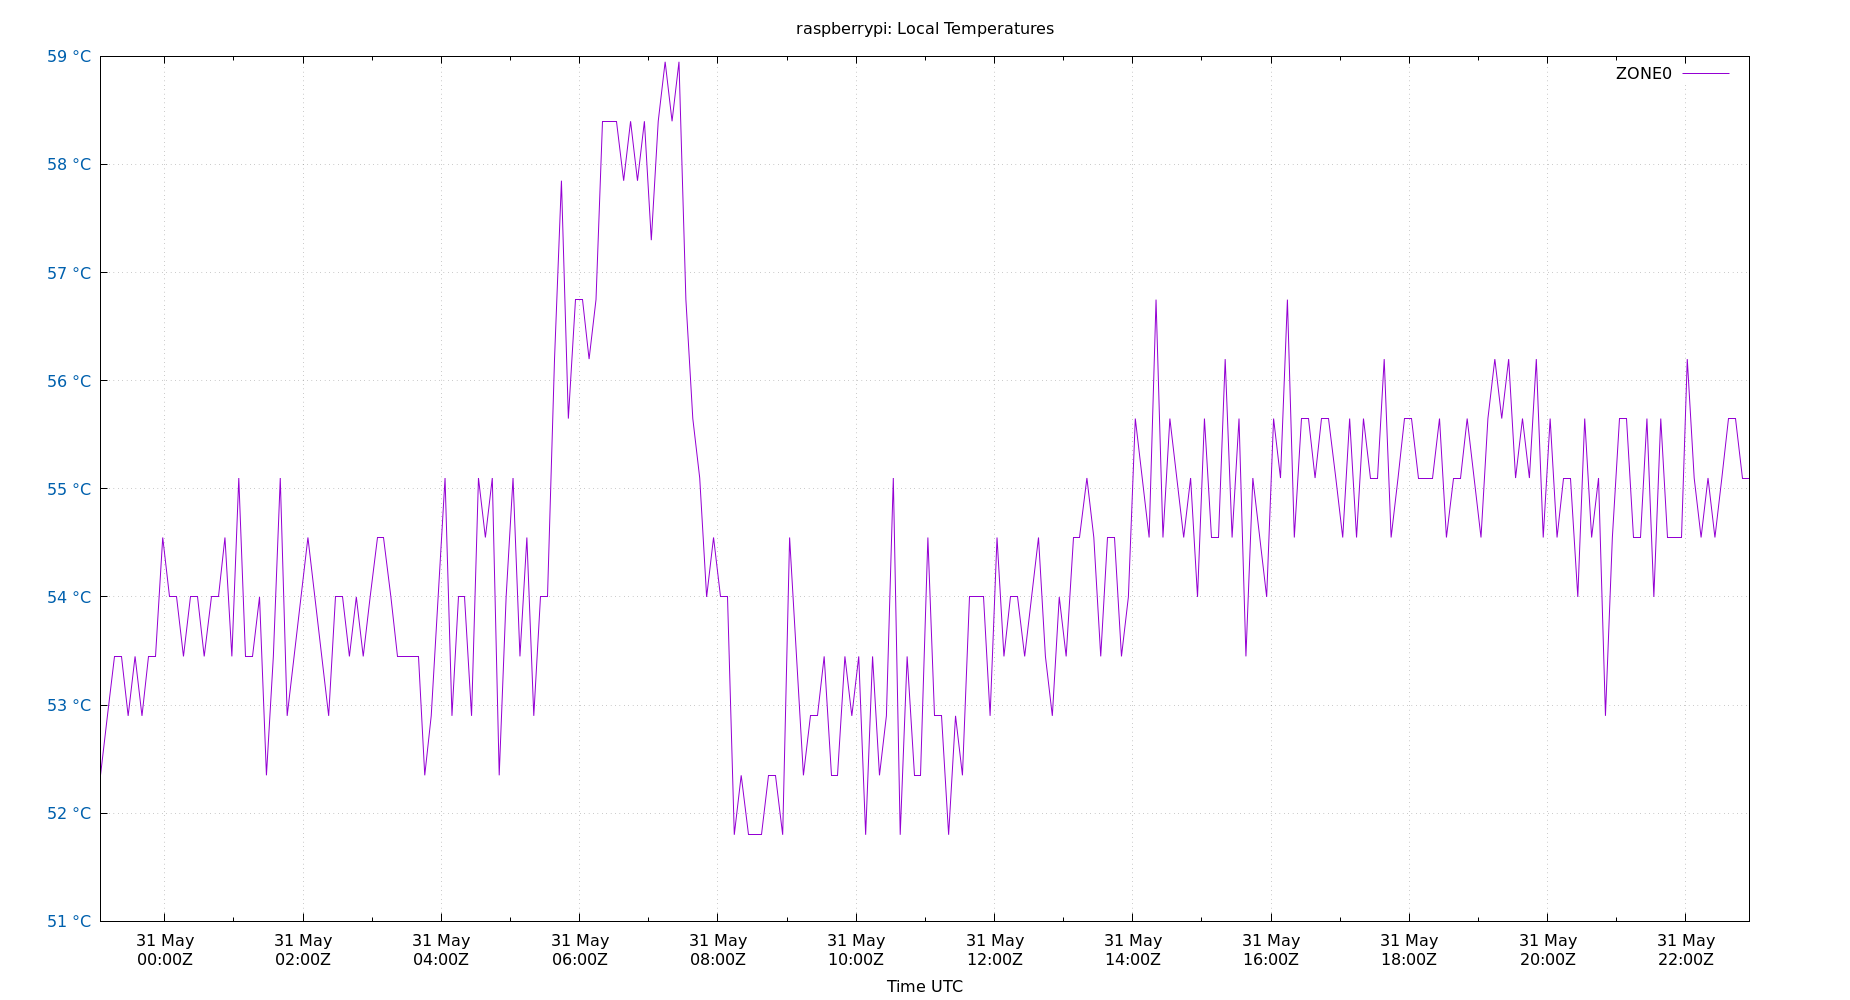 raspberrypi: Local Temperatures
59 °C
ZONE0
58 °C
57 °C
56 °C
55 °C
54 °C
53 °C
52 °C
51 °C
31 May 31 May 31 May 31 May 31 May 31 May 31 May 31 May 31 May 31 May 31 May 31 May
00:00Z 02:00Z 04:00Z 06:00Z 08:00Z 10:00Z 12:00Z 14:00Z 16:00Z 18:00Z 20:00Z 22:00Z
Time UTC